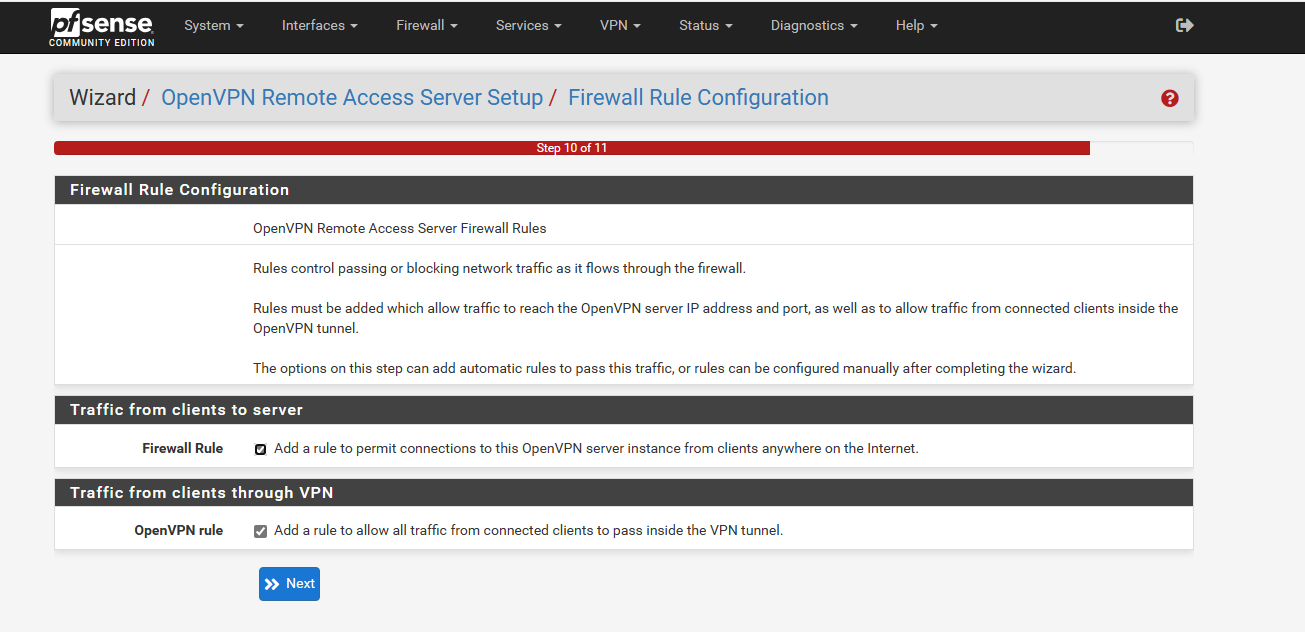 pfsense
COMMUNITY EDITION
System
Interfaces
Firewall
Services
VPN
Status
Diagnostics
Help
Wizard / OpenVPN Remote Access Server Setup / Firewall Rule Configuration
?
Step 10 of 11
Firewall Rule Configuration
OpenVPN Remote Access Server Firewall Rules
Rules control passing or blocking network traffic as it flows through the firewall.
Rules must be added which allow traffic to reach the OpenVPN server IP address and port, as well as to allow traffic from connected clients inside the
OpenVPN tunnel.
The options on this step can add automatic rules to pass this traffic, or rules can be configured manually after completing the wizard.
Traffic from clients to server
Firewall Rule
Add a rule to permit connections to this OpenVPN server instance from clients anywhere on the Internet.
Traffic from clients through VPN
OpenVPN rule
Add a rule to allow all traffic from connected clients to pass inside the VPN tunnel.
Next